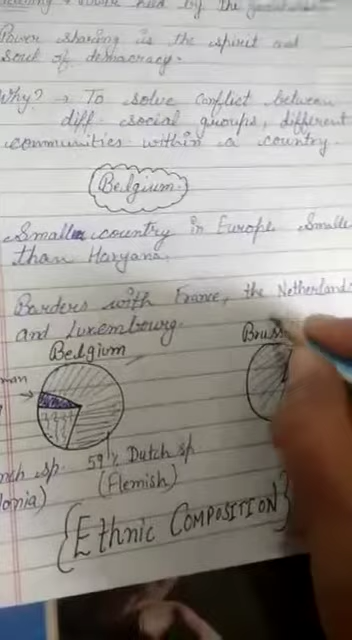 Power sharing is the spirit and
soul of democracy.
Why? → To solve conflict between
diff. social groups, different
communities within a country.
Belgium
Smaller country in Europe Smaller
than Haryana.
Borders with France, the Netherlands
and Luxembourg.
Belgium
59% Dutch sp.
(Flemish)
{Ethnic COMPOSITION}